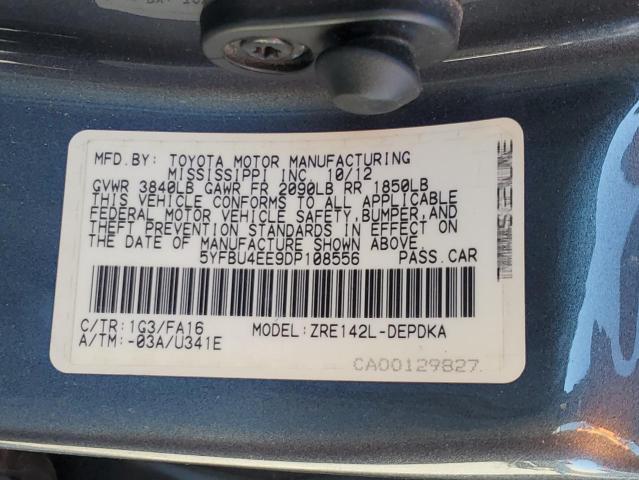 MFD.BY: TOYOTA MOTOR MANUFACTURING
MISSISSIPPI INC 10/12
GVWR 3840LB GAWR FR 2090LB RR 1850LB
THIS VEHICLE CONFORMS TO ALL APPLICABLE
FEDERAL MOTOR VEHICLE SAFETY,BUMPER,AND
THEFT PREVENTION STANDARDS IN EFFECT ON
THE DATE OF MANUFACTURE SHOWN ABOVE.
5YFBU4EE9DP108556 PASS.CAR
C/TR:1G3/FA16 MODEL:ZRE142L-DEPDKA
A/TM:-03A/U341E
CA00129827